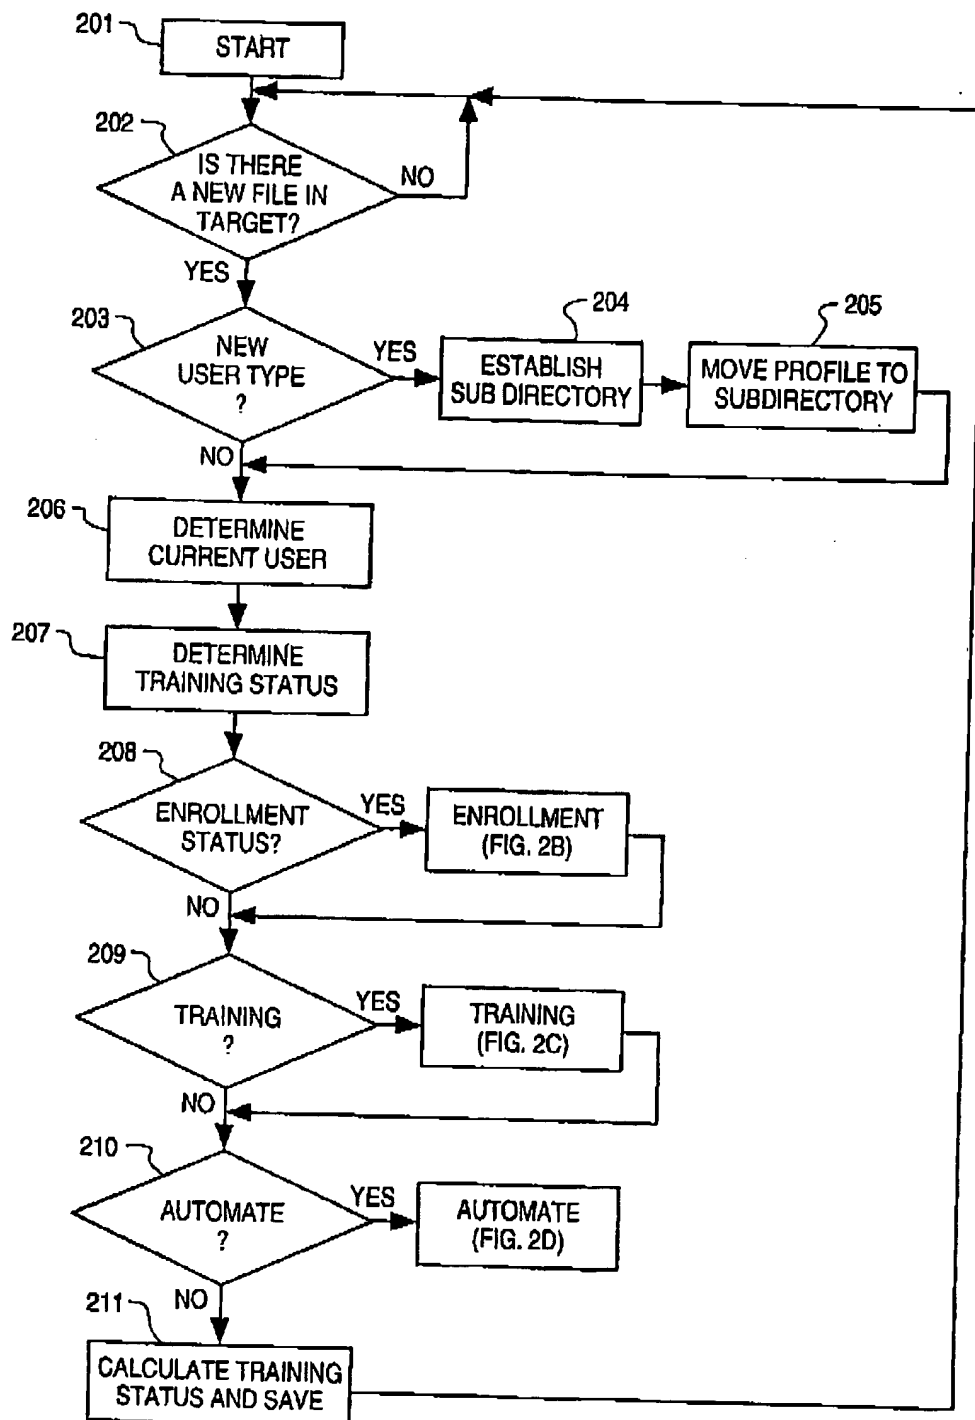 201
START
202
IS THERE
A NEW FILE IN
TARGET?
NO
YES
203
NEW
USER TYPE
?
YES
204
ESTABLISH
SUB DIRECTORY
205
MOVE PROFILE TO
SUBDIRECTORY
NO
206
DETERMINE
CURRENT USER
207
DETERMINE
TRAINING STATUS
208
ENROLLMENT
STATUS?
YES
ENROLLMENT
(FIG. 2B)
NO
209
TRAINING
?
YES
TRAINING
(FIG. 2C)
NO
210
AUTOMATE
?
YES
AUTOMATE
(FIG. 2D)
NO
211
CALCULATE TRAINING
STATUS AND SAVE